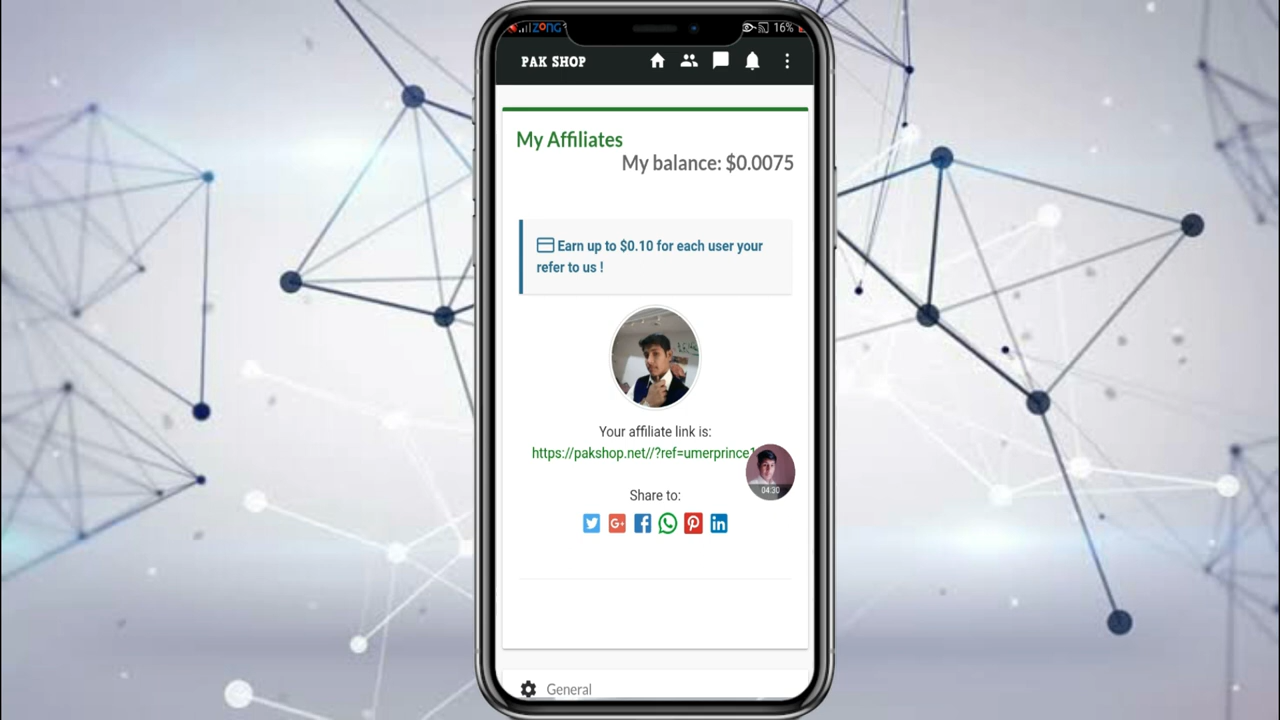 ZONG
16%
PAK SHOP
My Affiliates
My balance: $0.0075
Earn up to $0.10 for each user your
refer to us !
Your affiliate link is:
https://pakshop.net//?ref=umerprince1
04:30
Share to:
General